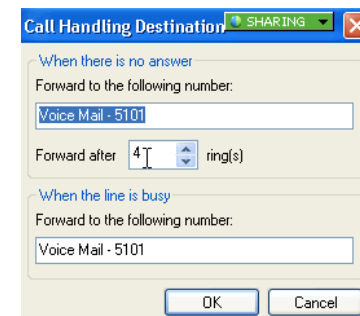 Call Handling Destination SHARING
When there is no answer
Forward to the following number:
Voice Mail - 5101
Forward after 4 ring(s)
When the line is busy
Forward to the following number:
Voice Mail - 5101
OK Cancel